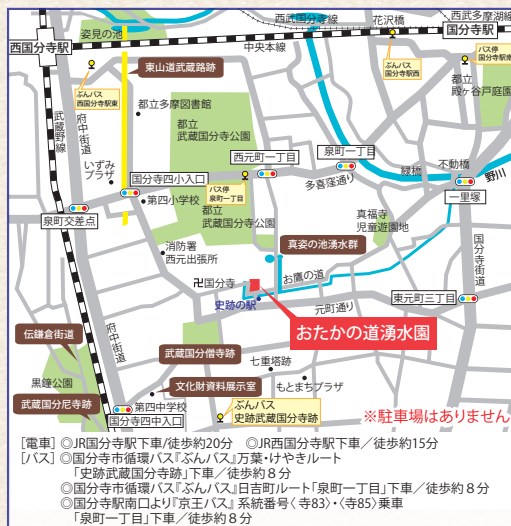 西武国分寺線
西武多摩湖線
花沢橋
国分寺駅
姿見の池
西国分寺駅
中央本線
バス停
国分寺駅南
ぶんバス
西国分寺駅東
東山道武蔵路跡
ぶんバス
国分寺駅西
都立
殿ヶ谷戸庭園
都立多摩図書館
武蔵野線
府中街道
都立
武蔵国分寺公園
西元町一丁目
泉町一丁目
不動橋
野川
緑橋
いずみ
プラザ
国分寺四小入口
バス停
泉町一丁目
多喜窪通り
一里塚
第四小学校
泉町交差点
都立
武蔵国分寺公園
真福寺
児童遊園地
消防署
西元出張所
真姿の池湧水群
国分寺街道
卍国分寺
お鷹の道
史跡の駅
元町通り
東元町三丁目
おたかの道湧水園
伝鎌倉街道
府中街道
武蔵国分僧寺跡
七重塔跡
黒鐘公園
文化財資料展示室
もとまちプラザ
武蔵国分尼寺跡
第四中学校
国分寺四中入口
ぶんバス
史跡武蔵国分寺跡
※駐車場はありません
[電車] ◎JR国分寺駅下車/徒歩約20分 ◎JR西国分寺駅下車/徒歩約15分
[バス] ◎国分寺市循環バス『ぶんバス』万葉・けやきルート
「史跡武蔵国分寺跡」下車/徒歩約8分
◎国分寺市循環バス『ぶんバス』日吉町ルート「泉町一丁目」下車/徒歩約8分
◎国分寺駅南口より『京王バス』系統番号〈寺83〉・〈寺85〉乗車
「泉町一丁目」下車/徒歩約8分